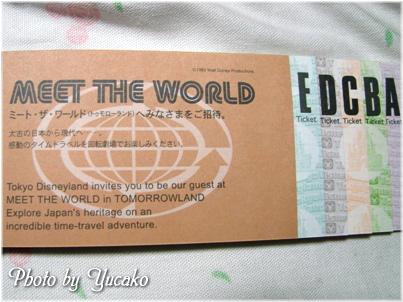 ©1983 Walt Disney Productions.
MEET THE WORLD
ミート・ザ・ワールド(トゥモローランド)へみなさまをご招待。
太古の日本から現代へ・・・。
感動のタイムトラベルを回転劇場でお楽しみください。
Tokyo Disneyland invites you to be our guest at
MEET THE WORLD in TOMORROWLAND
Explore Japan's heritage on an
incredible time-travel adventure.
E D C B A
Ticket. Ticket. Ticket. Ticket. Ticket
Photo by Yucako